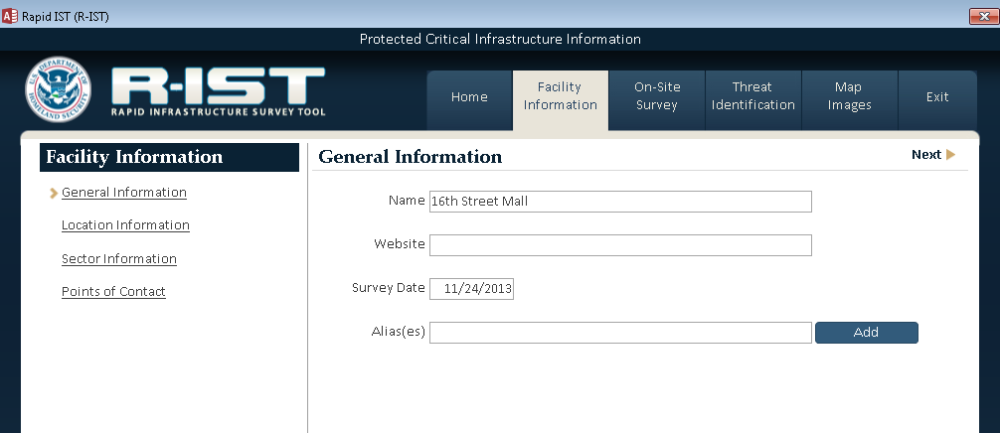 Rapid IST (R-IST)
Protected Critical Infrastructure Information
U.S. DEPARTMENT OF HOMELAND SECURITY
R-IST
RAPID INFRASTRUCTURE SURVEY TOOL
Home
Facility
Information
On-Site
Survey
Threat
Identification
Map
Images
Exit
Facility Information
General Information
Location Information
Sector Information
Points of Contact
General Information
Next
Name 16th Street Mall
Website
Survey Date 11/24/2013
Alias(es)
Add